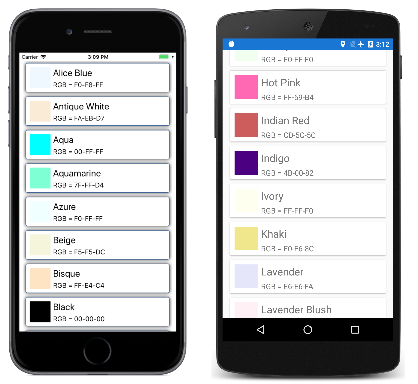 Carrier 3:09 PM
Alice Blue
RGB = F0-F8-FF
Antique White
RGB = FA-EB-D7
Aqua
RGB = 00-FF-FF
Aquamarine
RGB = 7F-FF-D4
Azure
RGB = F0-FF-FF
Beige
RGB = F5-F5-DC
Bisque
RGB = FF-E4-C4
Black
RGB = 00-00-00
3:12
RGB = F0-FF-F0
Hot Pink
RGB = FF-69-B4
Indian Red
RGB = CD-5C-5C
Indigo
RGB = 4B-00-82
Ivory
RGB = FF-FF-F0
Khaki
RGB = F0-E6-8C
Lavender
RGB = E6-E6-FA
Lavender Blush